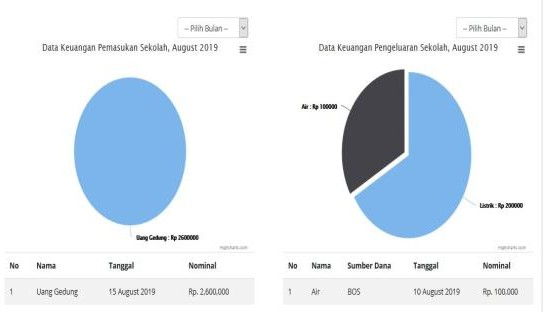 -- Pilih Bulan --
Data Keuangan Pemasukan Sekolah, August 2019
Uang Gedung : Rp 2600000
Highcharts.com
No Nama Tanggal Nominal
1 Uang Gedung 15 August 2019 Rp. 2,600,000
-- Pilih Bulan --
Data Keuangan Pengeluaran Sekolah, August 2019
Air : Rp 100000
Listrik : Rp 200000
Highcharts.com
No Nama Sumber Dana Tanggal Nominal
1 Air BOS 10 August 2019 Rp. 100,000